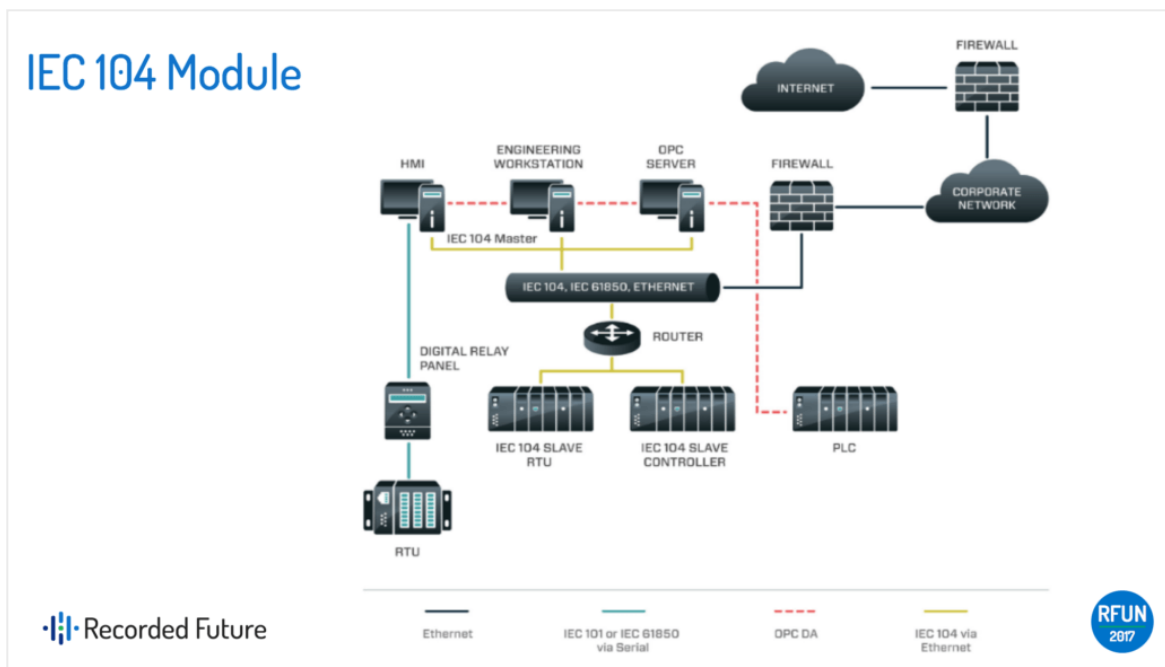 IEC 104 Module
FIREWALL
INTERNET
ENGINEERING
WORKSTATION
OPC
SERVER
HMI
FIREWALL
CORPORATE
NETWORK
IEC 104 Master
IEC 104, IEC 61850, ETHERNET
ROUTER
DIGITAL RELAY
PANEL
IEC 104 SLAVE
RTU
IEC 104 SLAVE
CONTROLLER
PLC
RTU
Ethernet
IEC 101 or IEC 61850
via Serial
OPC DA
IEC 104 via
Ethernet
Recorded Future
RFUN
2017